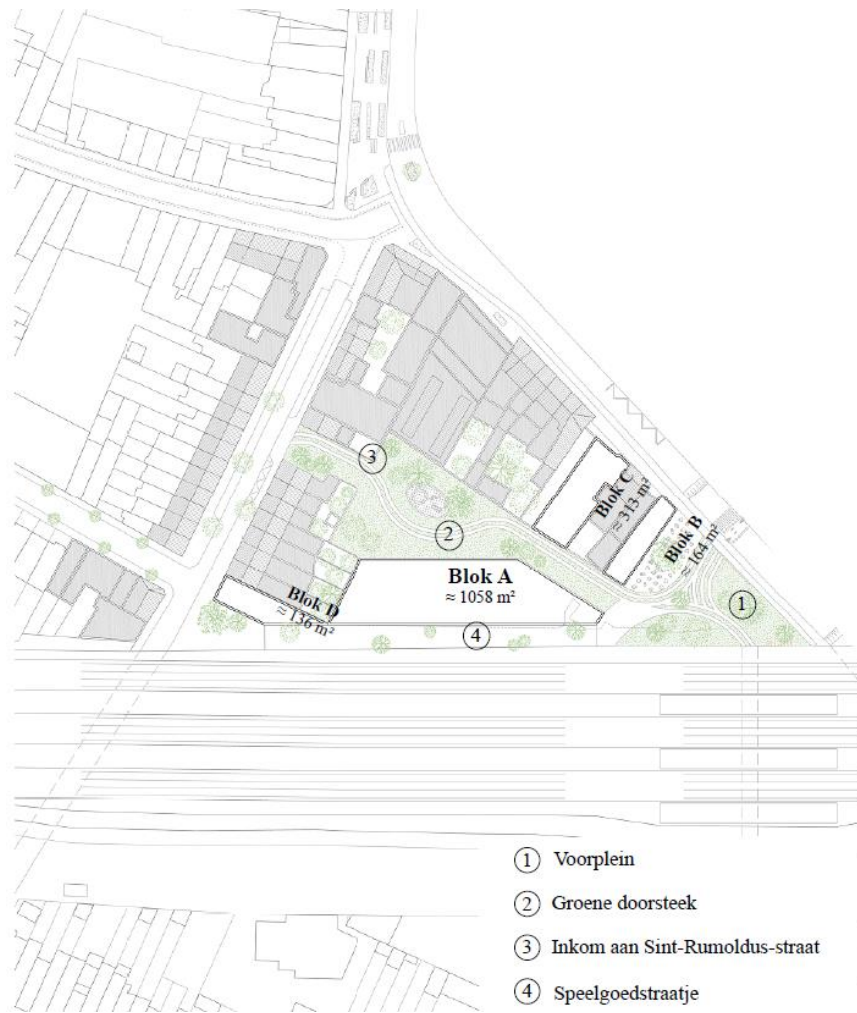 3
Blok C
≈ 313 m²
Blok B
≈ 164 m²
2
1
Blok A
≈ 1058 m²
Blok D
≈ 136 m²
4
1 Voorplein
2 Groene doorsteek
3 Inkom aan Sint-Rumoldus-straat
4 Speelgoedstraatje